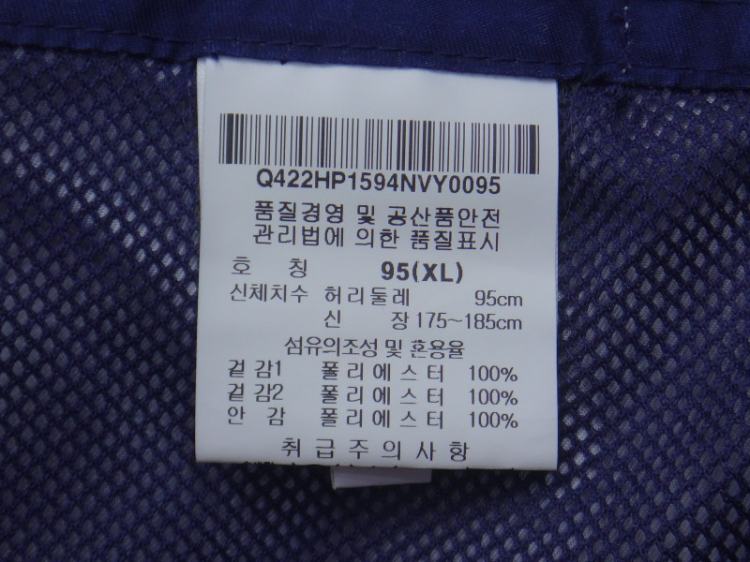 Q422HP1594NVY0095
품질경영 및 공산품안전
관리법에 의한 품질표시
호 칭 95(XL)
신체치수 허리둘레 95cm
신 장 175~185cm
섬유의조성 및 혼용율
겉 감1 폴리에스터 100%
겉 감2 폴리에스터 100%
안 감 폴리에스터 100%
취급주의사항